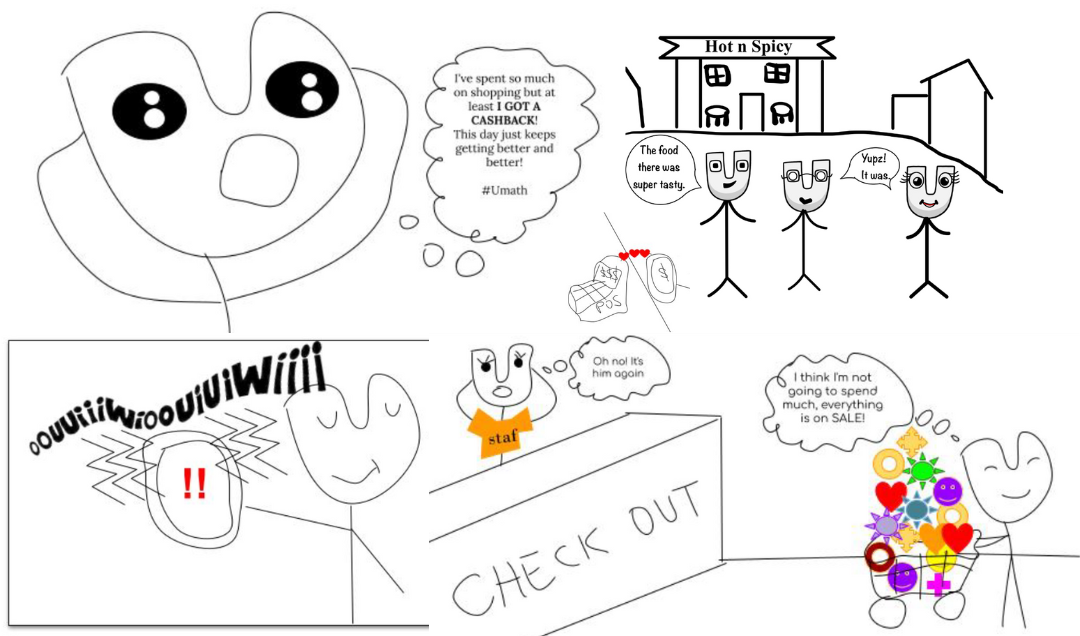 I've spent so much
on shopping but at
least I GOT A
CASHBACK!
This day just keeps
getting better and
better!
#Umath
Hot n Spicy
The food
there was
super tasty.
Yupz!
It was
$$$
POS
$
oouuiiiWiooUiUiWiiii
!!
Oh no! It's
him again
staf
CHECK OUT
I think I'm not
going to spend
much, everything
is on SALE!